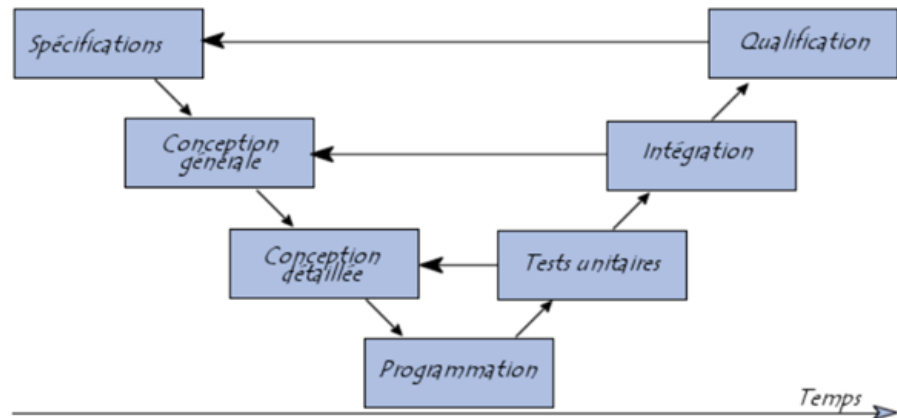 Spécifications
Qualification
Conception
générale
Intégration
Conception
détaillée
Tests unitaires
Programmation
Temps